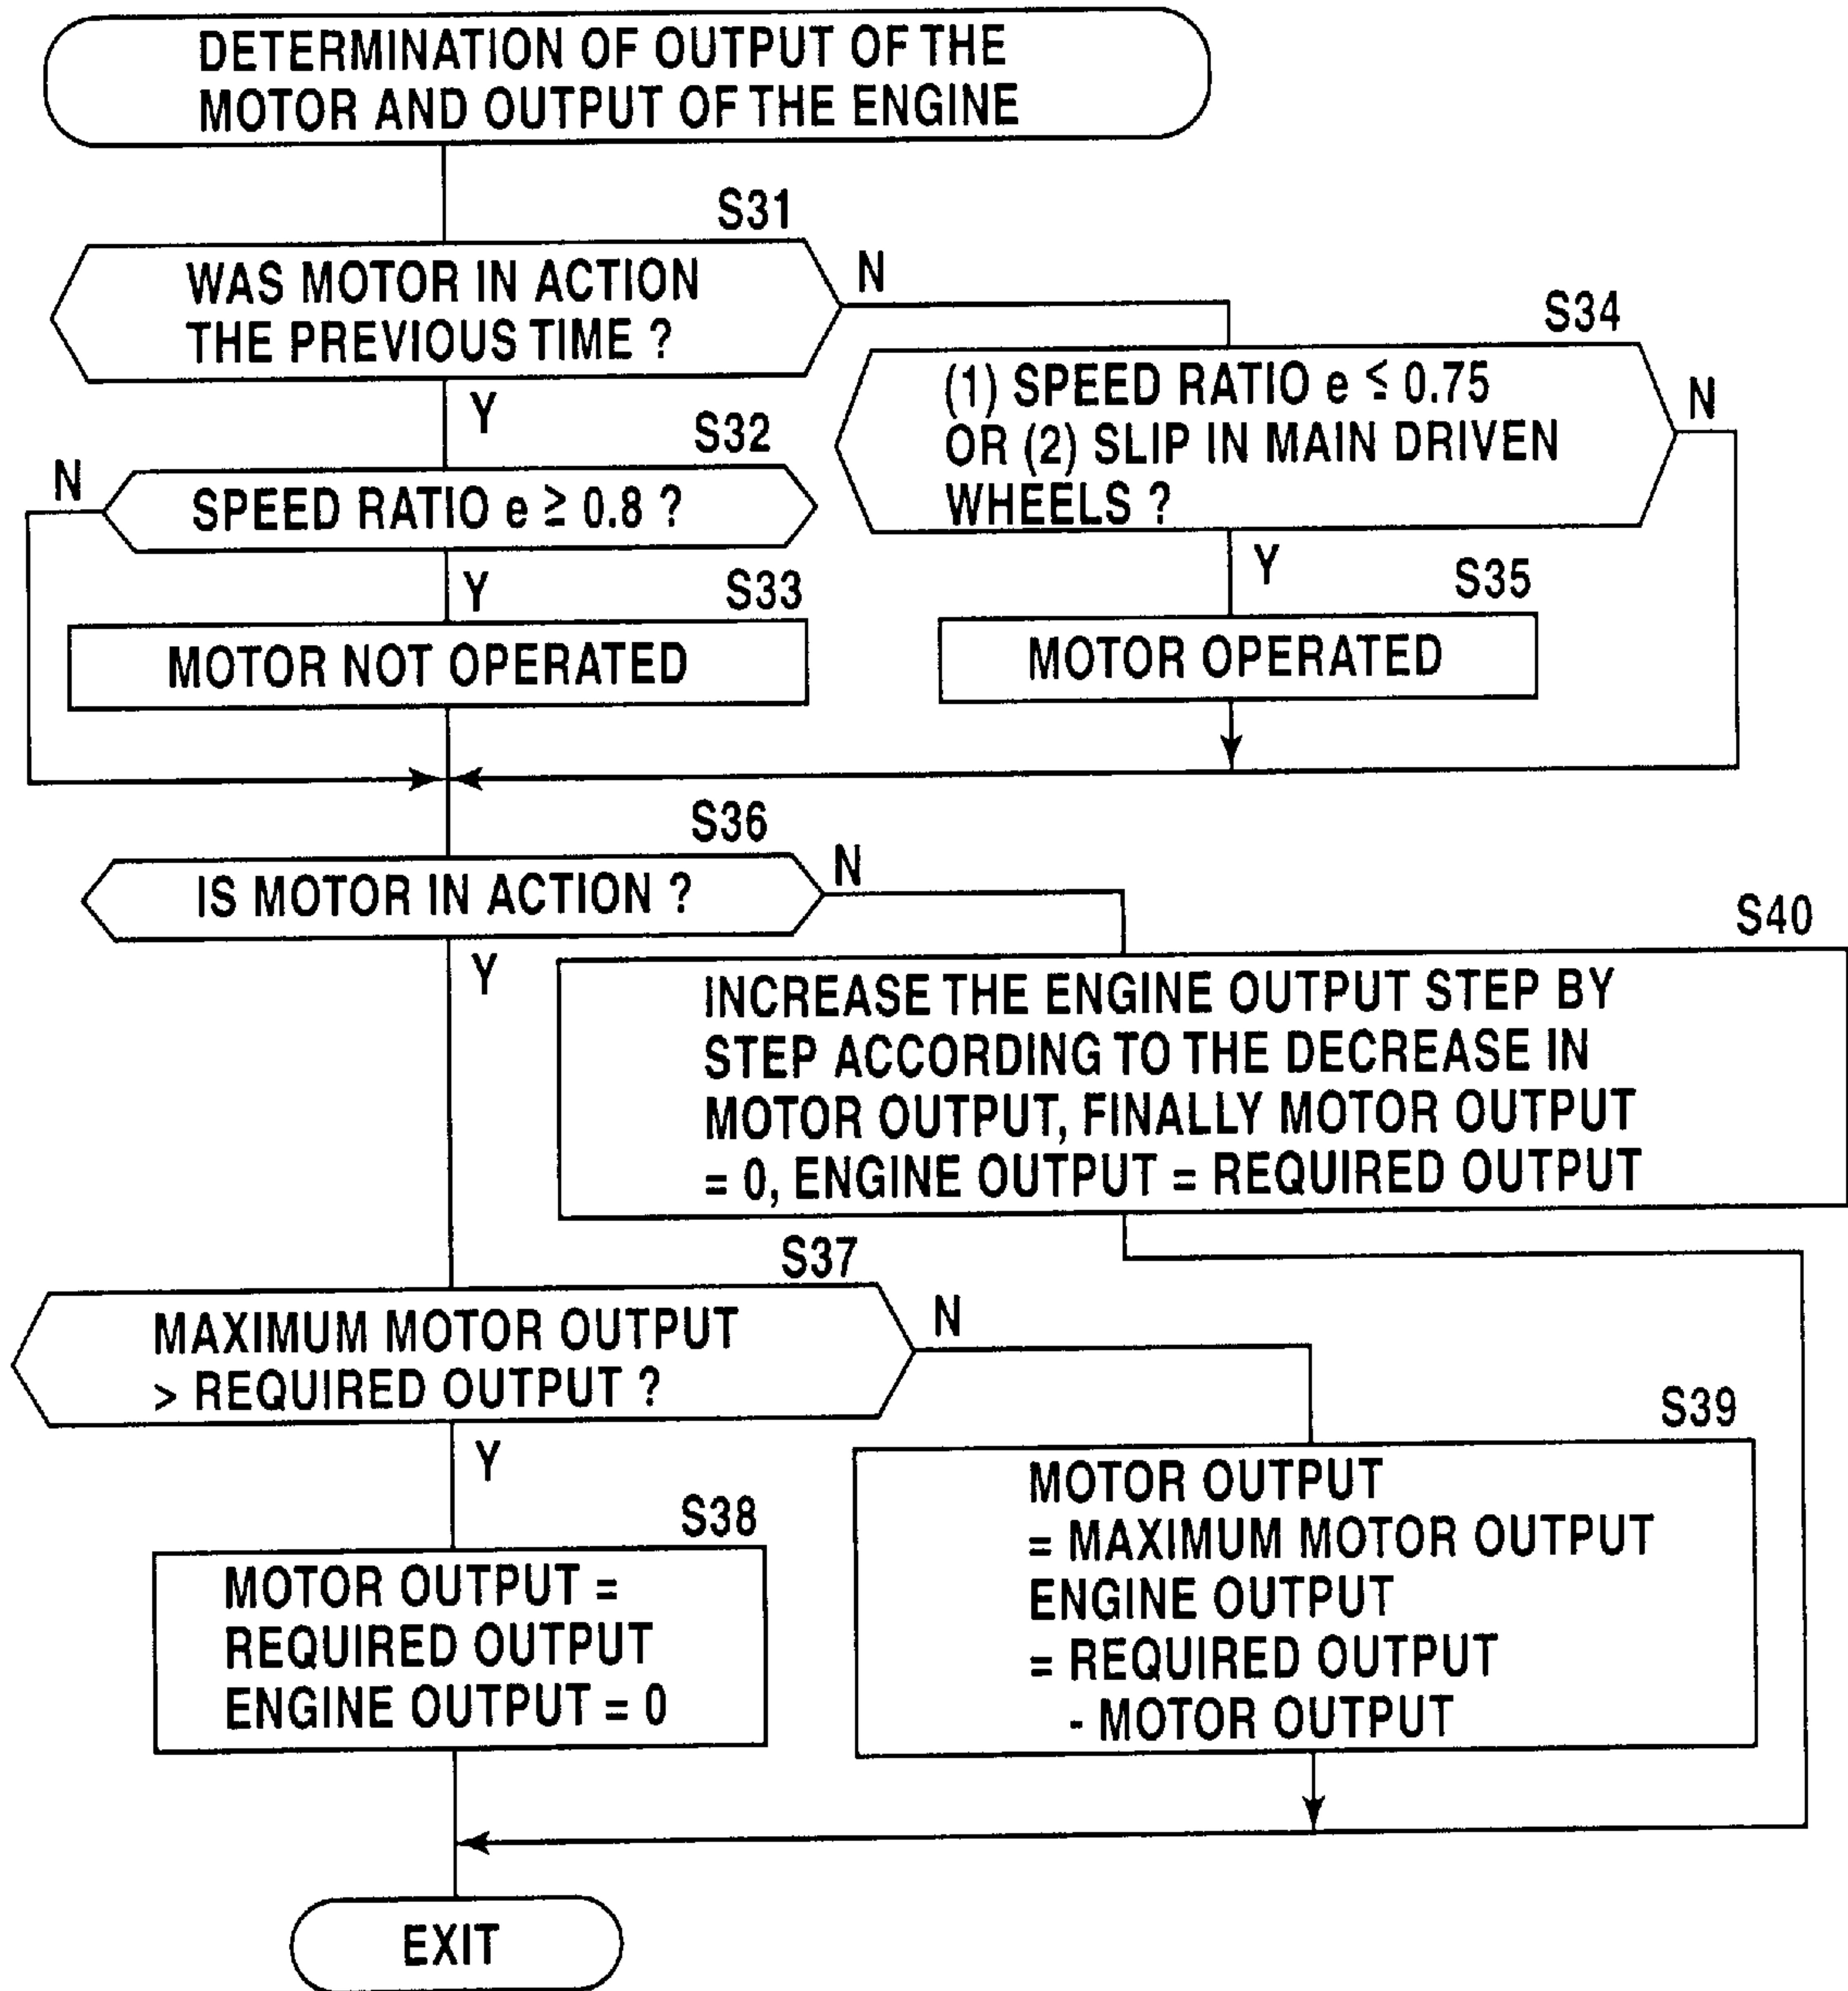 DETERMINATION OF OUTPUT OF THE
MOTOR AND OUTPUT OF THE ENGINE
S31
WAS MOTOR IN ACTION
THE PREVIOUS TIME ?
N
Y
S34
(1) SPEED RATIO e ≤ 0.75
OR (2) SLIP IN MAIN DRIVEN
WHEELS ?
N
Y
S32
SPEED RATIO e ≥ 0.8 ?
N
Y
S33
MOTOR NOT OPERATED
S35
MOTOR OPERATED
S36
IS MOTOR IN ACTION ?
N
Y
S40
INCREASE THE ENGINE OUTPUT STEP BY
STEP ACCORDING TO THE DECREASE IN
MOTOR OUTPUT, FINALLY MOTOR OUTPUT
= 0, ENGINE OUTPUT = REQUIRED OUTPUT
S37
MAXIMUM MOTOR OUTPUT
> REQUIRED OUTPUT ?
N
Y
S38
MOTOR OUTPUT =
REQUIRED OUTPUT
ENGINE OUTPUT = 0
S39
MOTOR OUTPUT
= MAXIMUM MOTOR OUTPUT
ENGINE OUTPUT
= REQUIRED OUTPUT
- MOTOR OUTPUT
EXIT